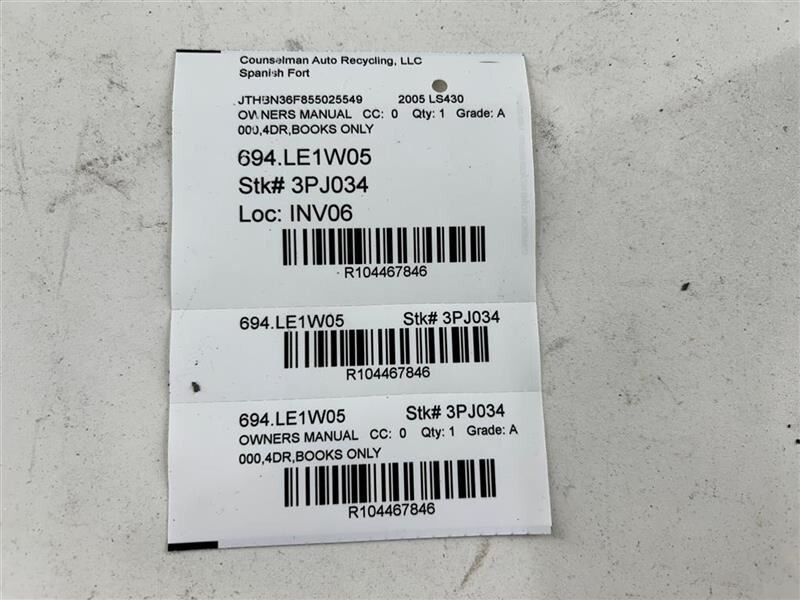 Counselman Auto Recycling, LLC
Spanish Fort
JTHBN36F855025549 2005 LS430
OWNERS MANUAL CC: 0 Qty: 1 Grade: A
000,4DR,BOOKS ONLY
694.LE1W05
Stk# 3PJ034
Loc: INV06
R104467846
694.LE1W05 Stk# 3PJ034
R104467846
694.LE1W05 Stk# 3PJ034
OWNERS MANUAL CC: 0 Qty: 1 Grade: A
000,4DR,BOOKS ONLY
R104467846